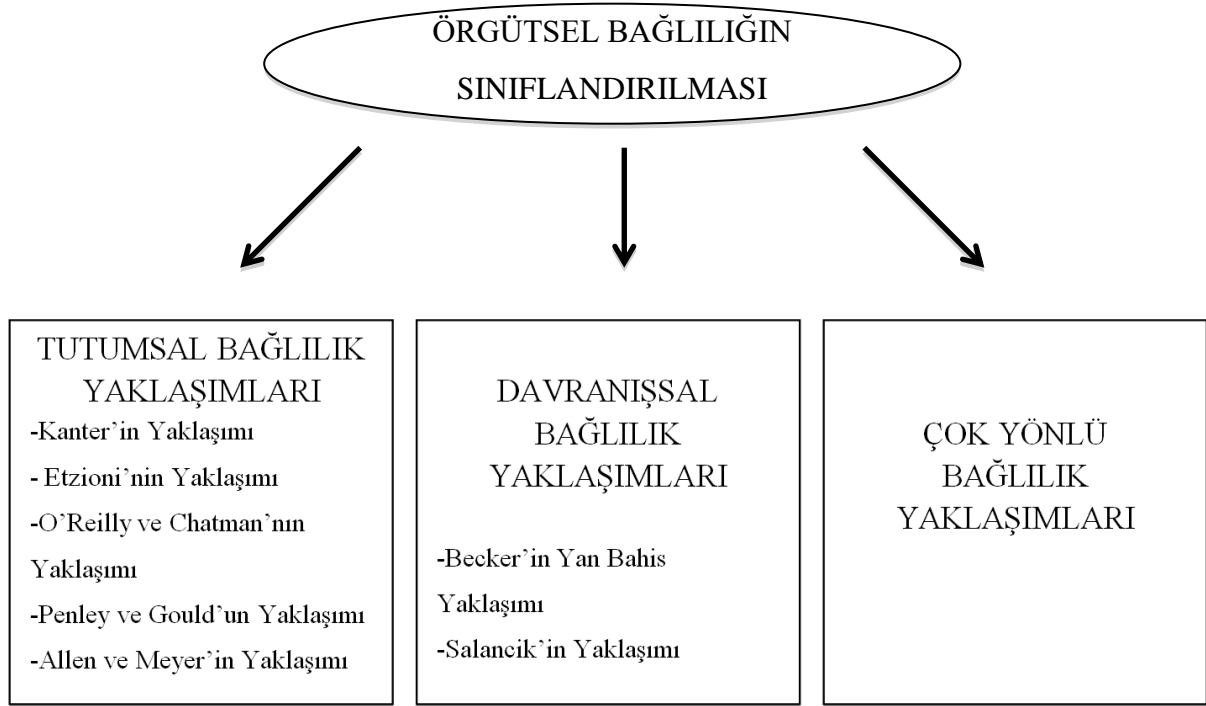 ÖRGÜTSEL BAĞLILIĞIN
SINIFLANDIRILMASI
TUTUMSAL BAĞLILIK
YAKLAŞIMLARI
-Kanter’in Yaklaşımı
- Etzioni’nin Yaklaşımı
-O’Reilly ve Chatman’nın
Yaklaşımı
-Penley ve Gould’un Yaklaşımı
-Allen ve Meyer’in Yaklaşımı
DAVRANIŞSAL
BAĞLILIK
YAKLAŞIMLARI
-Becker’in Yan Bahis
Yaklaşımı
-Salancik’in Yaklaşımı
ÇOK YÖNLÜ
BAĞLILIK
YAKLAŞIMLARI